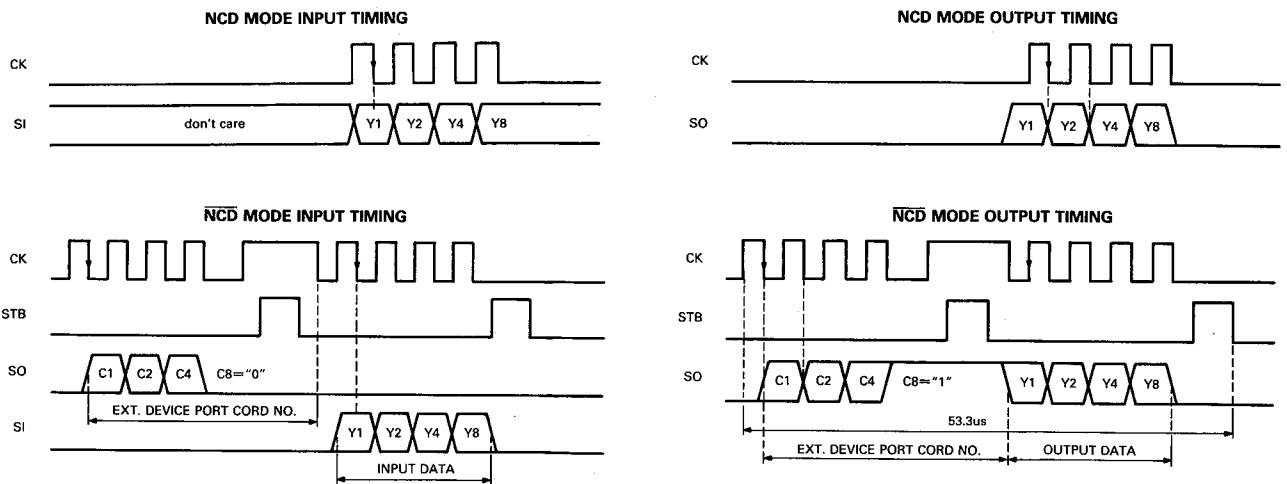 NCD MODE INPUT TIMING
CK
SI
don't care
Y1 Y2 Y4 Y8
NCD MODE OUTPUT TIMING
CK
SO
Y1 Y2 Y4 Y8
NCD MODE INPUT TIMING
CK
STB
SO
C1 C2 C4 C8="0"
EXT. DEVICE PORT CORD NO.
SI
Y1 Y2 Y4 Y8
INPUT DATA
NCD MODE OUTPUT TIMING
CK
STB
SO
C1 C2 C4 C8="1" Y1 Y2 Y4 Y8
53.3us
EXT. DEVICE PORT CORD NO. OUTPUT DATA